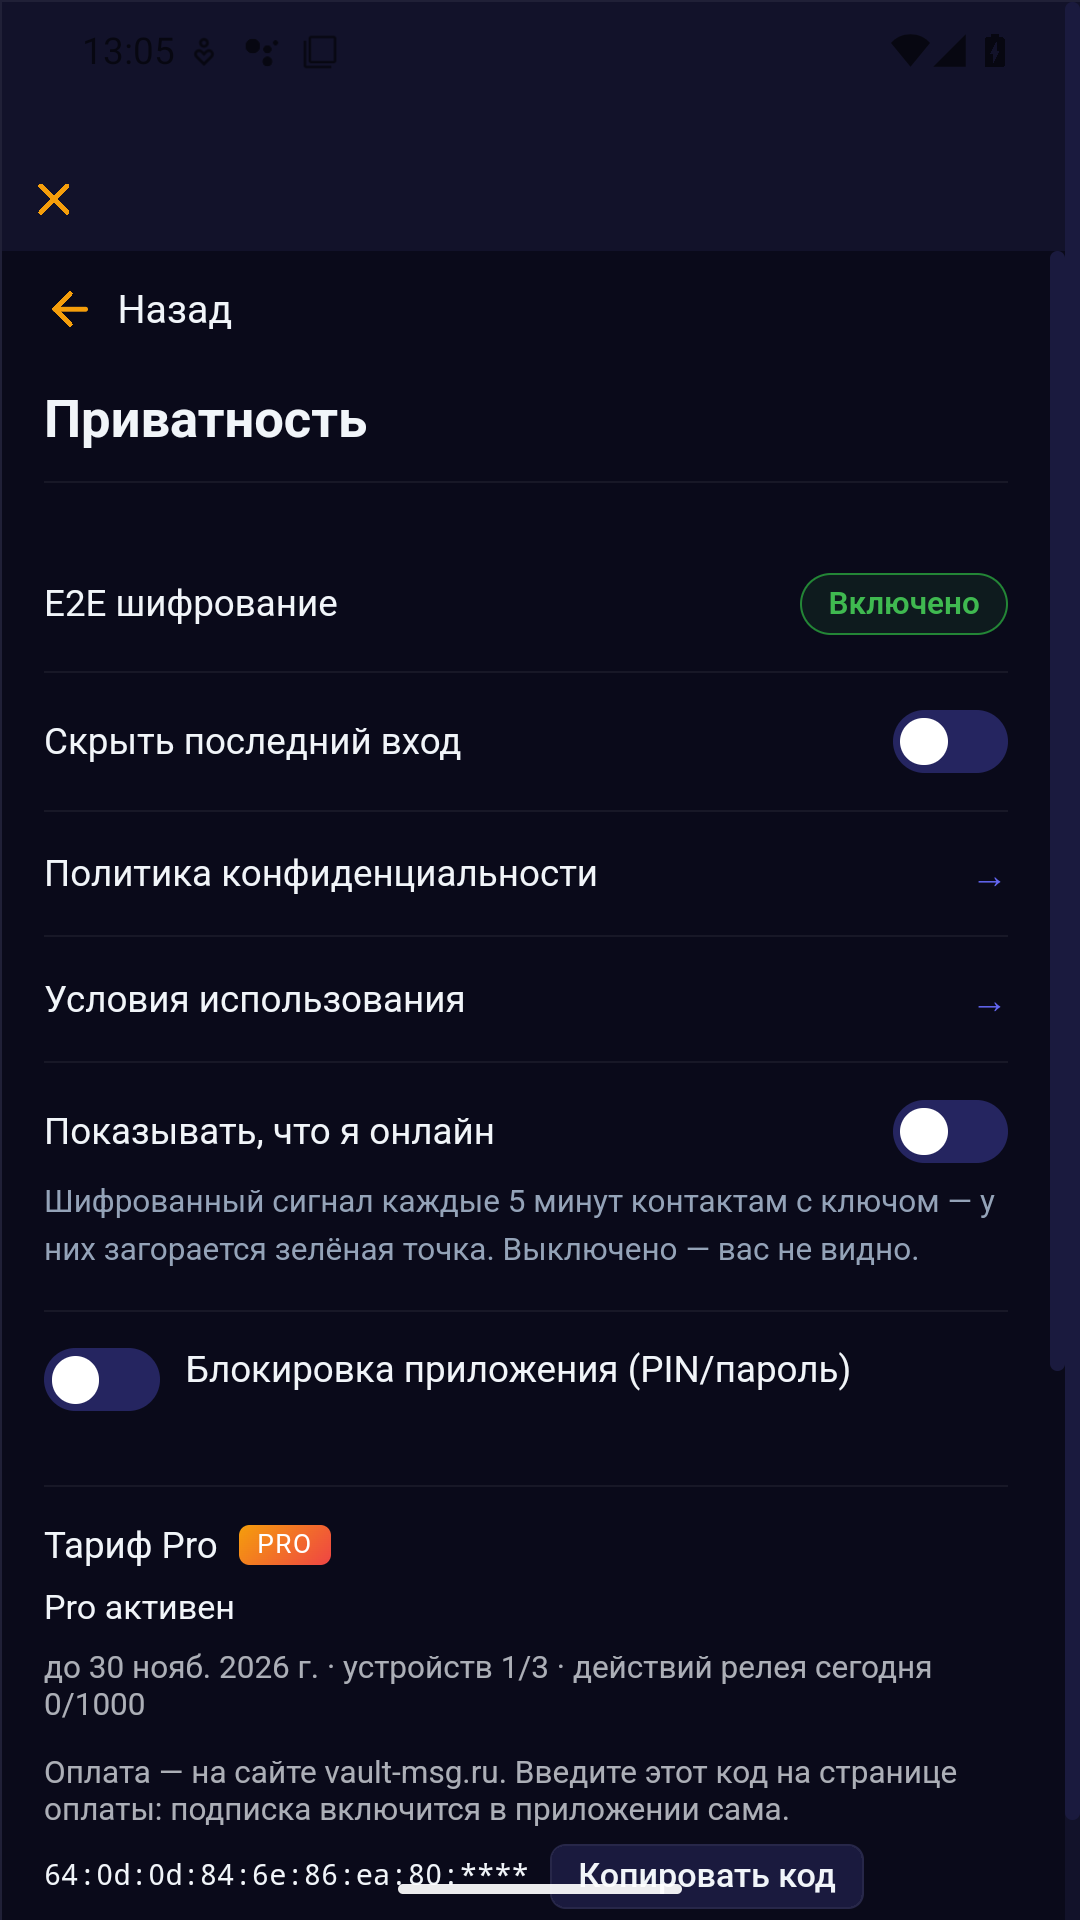 13:05
Назад
Приватность
E2E шифрование
Включено
Скрыть последний вход
Политика конфиденциальности →
Условия использования →
Показывать, что я онлайн
Шифрованный сигнал каждые 5 минут контактам с ключом — у
них загорается зелёная точка. Выключено — вас не видно.
Блокировка приложения (PIN/пароль)
Тариф Pro PRO
Pro активен
до 30 нояб. 2026 г. · устройств 1/3 · действий релея сегодня
0/1000
Оплата — на сайте vault-msg.ru. Введите этот код на странице
оплаты: подписка включится в приложении сама.
64:0d:0d:84:6e:86:ea:80:****
Копировать код